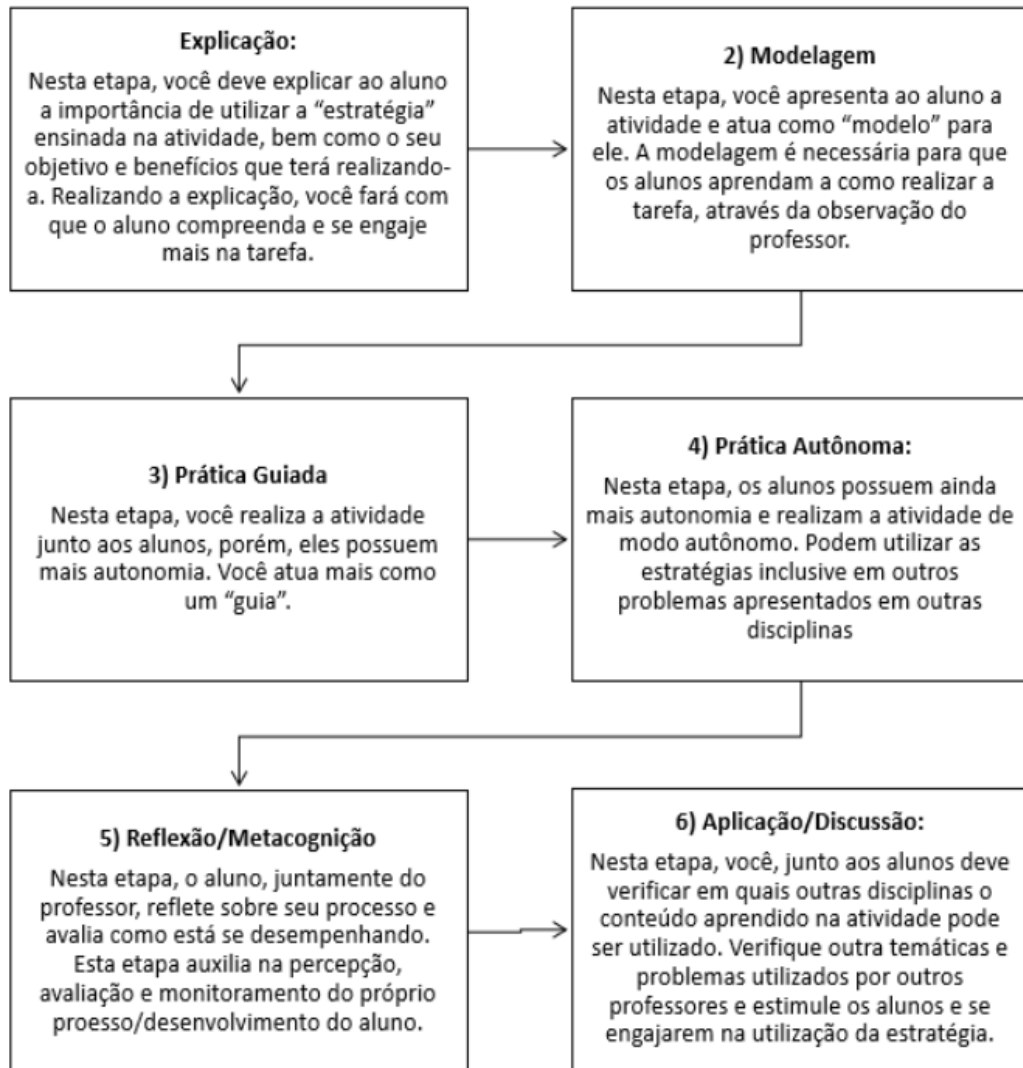 Explicação:
Nesta etapa, você deve explicar ao aluno
a importância de utilizar a “estratégia”
ensinada na atividade, bem como o seu
objetivo e benefícios que terá realizando-
a. Realizando a explicação, você fará com
que o aluno compreenda e se engaje
mais na tarefa.
2) Modelagem
Nesta etapa, você apresenta ao aluno a
atividade e atua como “modelo” para
ele. A modelagem é necessária para que
os alunos aprendam a como realizar a
tarefa, através da observação do
professor.
3) Prática Guiada
Nesta etapa, você realiza a atividade
junto aos alunos, porém, eles possuem
mais autonomia. Você atua mais como
um “guia”.
4) Prática Autônoma:
Nesta etapa, os alunos possuem ainda
mais autonomia e realizam a atividade de
modo autônomo. Podem utilizar as
estratégias inclusive em outros
problemas apresentados em outras
disciplinas
5) Reflexão/Metacognição
Nesta etapa, o aluno, juntamente do
professor, reflete sobre seu processo e
avalia como está se desempenhando.
Esta etapa auxilia na percepção,
avaliação e monitoramento do próprio
proesso/desenvolvimento do aluno.
6) Aplicação/Discussão:
Nesta etapa, você, junto aos alunos deve
verificar em quais outras disciplinas o
conteúdo aprendido na atividade pode
ser utilizado. Verifique outra temáticas e
problemas utilizados por outros
professores e estimule os alunos e se
engajarem na utilização da estratégia.